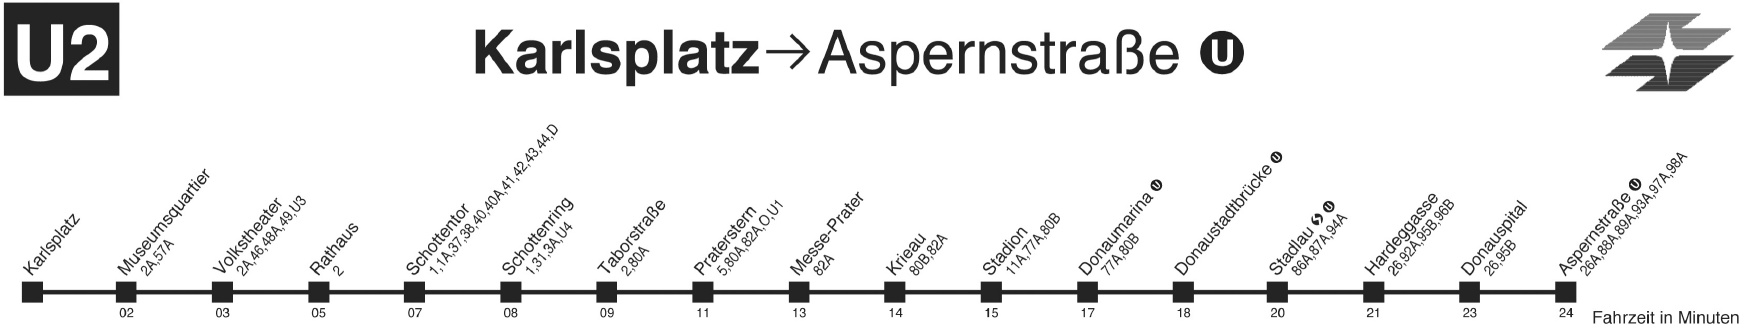 U2
Karlsplatz→Aspernstraße U
Karlsplatz
Museumsquartier
2A,57A
Volkstheater
2A,46,48A,49,U3
Rathaus
2
Schottentor
1,1A,37,38,40,40A,41,42,43,44,D
Schottenring
1,31,3A,U4
Taborstraße
2,80A
Praterstern
5,80A,82A,O,U1
Messe-Prater
82A
Krieau
80B,82A
Stadion
11A,77A,80B
Donaumarina U
77A,80B
Donaustadtbrücke U
Stadlau S U
86A,87A,94A
Hardeggasse
26,92A,95B,96B
Donauspital
26,95B
Aspernstraße U
26A,88A,89A,93A,97A,98A
02 03 05 07 08 09 11 13 14 15 17 18 20 21 23 24 Fahrzeit in Minuten